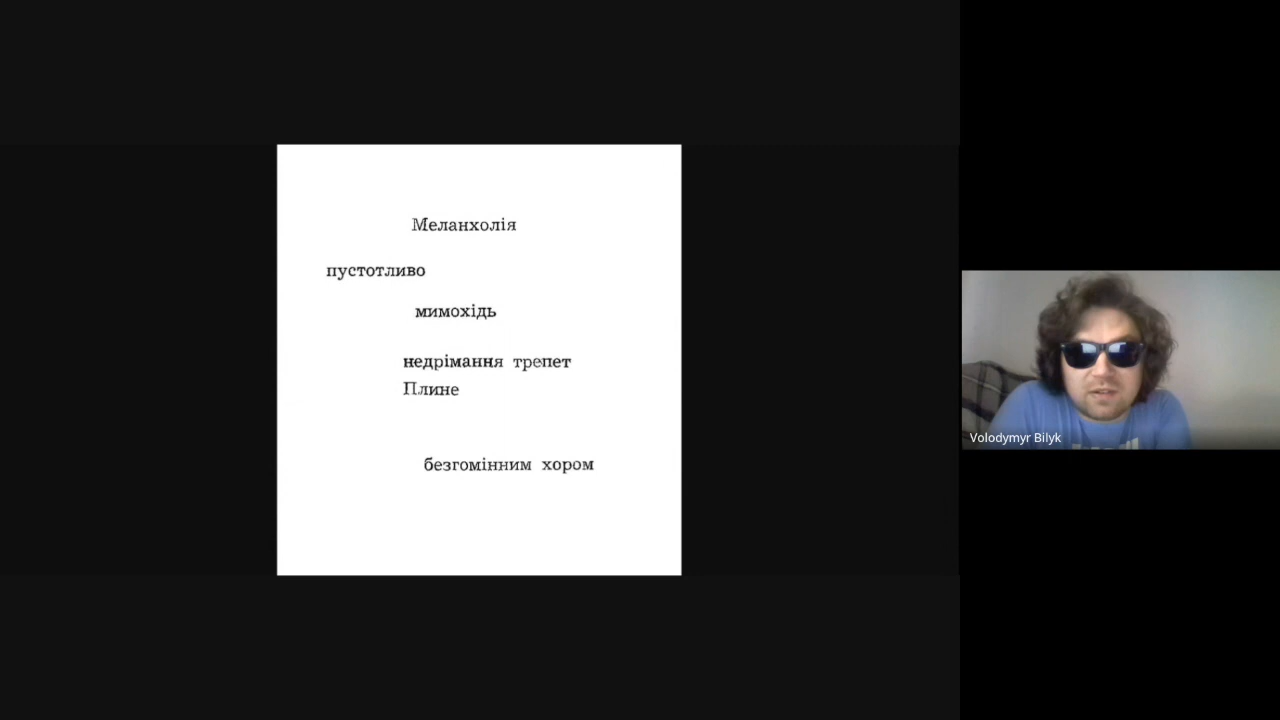 Меланхолія
пустотливо
мимохідь
недрімання трепет
Плине
безгомінним хором
Volodymyr Bilyk